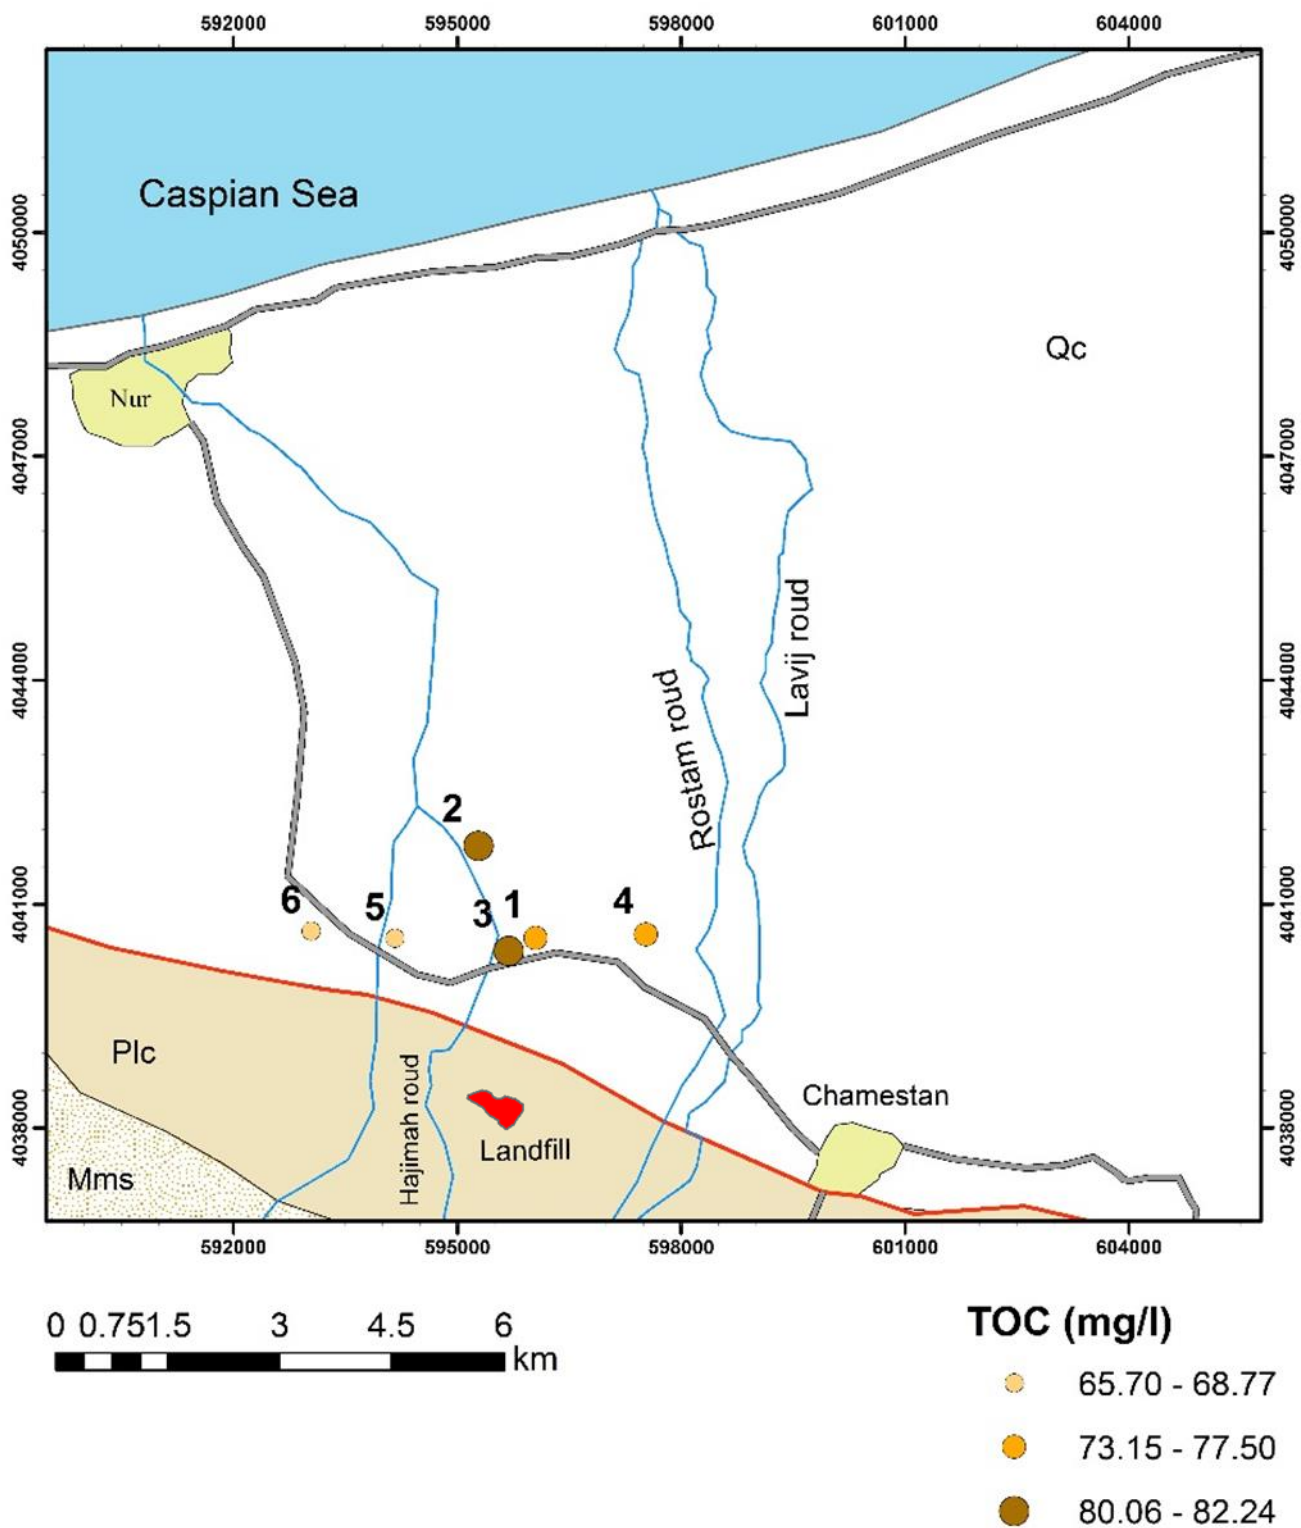 592000 595000 598000 601000 604000
Caspian Sea
4050000
4050000
Qc
Nur
4047000
4047000
Lavij roud
4044000
4044000
Rostam roud
2
4041000
4041000
6 5 3 1 4
Plc
Chamestan
Hajimah roud
4038000
4038000
Landfill
Mms
592000 595000 598000 601000 604000
0 0.751.5 3 4.5 6
km
TOC (mg/l)
65.70 - 68.77
73.15 - 77.50
80.06 - 82.24